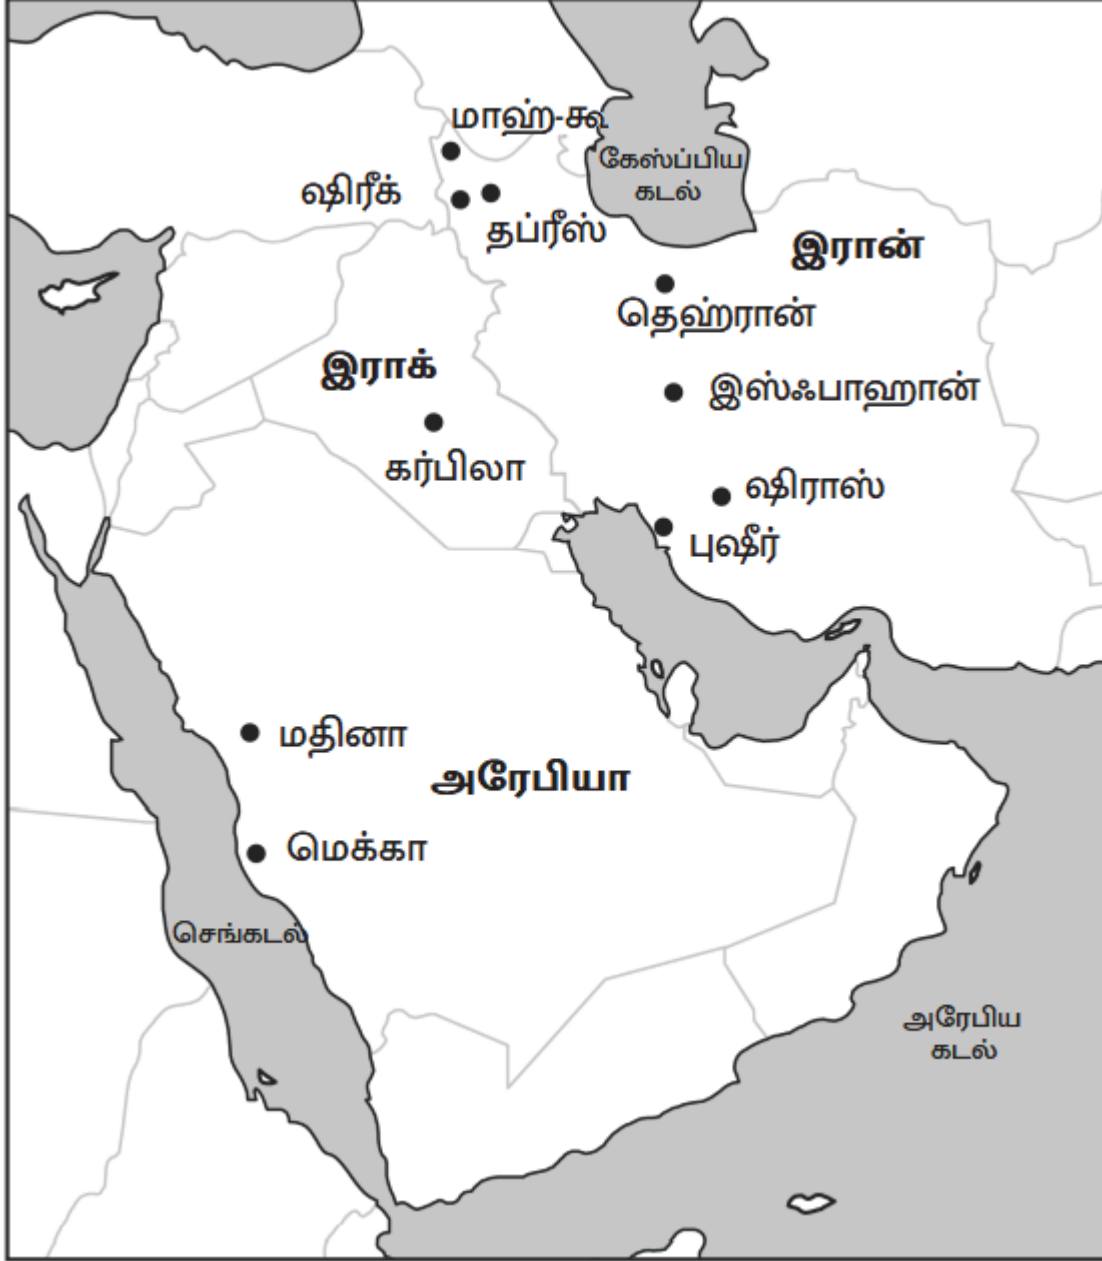 மாஹ்-கூ
கேஸ்ப்பிய
கடல்
ஷிரீக்
தப்ரீஸ்
இரான்
தெஹ்ரான்
இராக்
இஸ்ஃபாஹான்
கர்பிலா
ஷிராஸ்
புஷீர்
மதினா
அரேபியா
மெக்கா
செங்கடல்
அரேபிய
கடல்